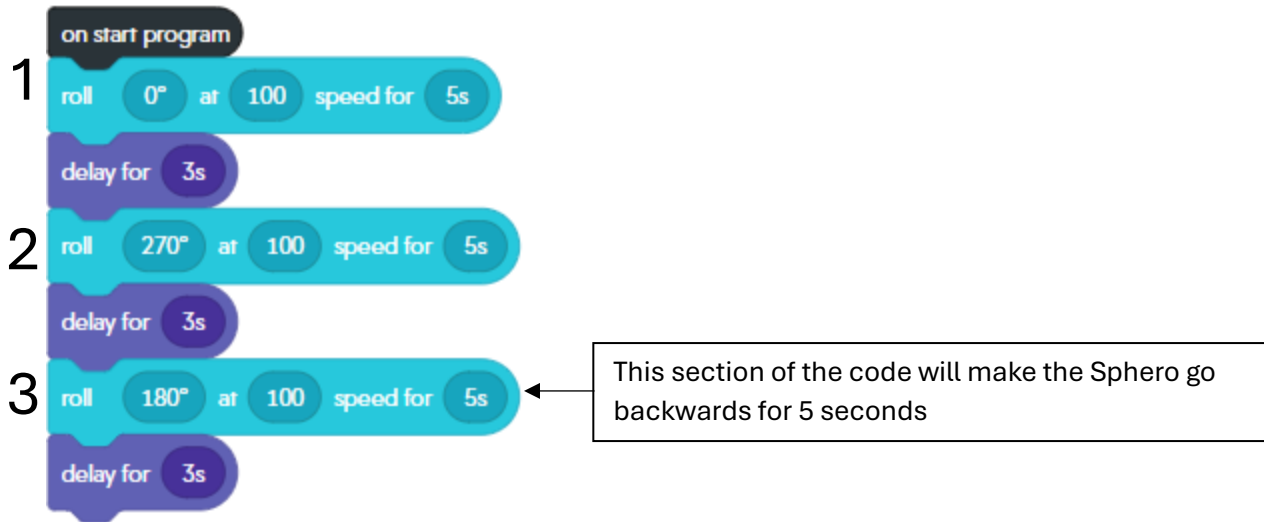 on start program
1
roll 0° at 100 speed for 5s
delay for 3s
2
roll 270° at 100 speed for 5s
delay for 3s
3
roll 180° at 100 speed for 5s
This section of the code will make the Sphero go
backwards for 5 seconds
delay for 3s